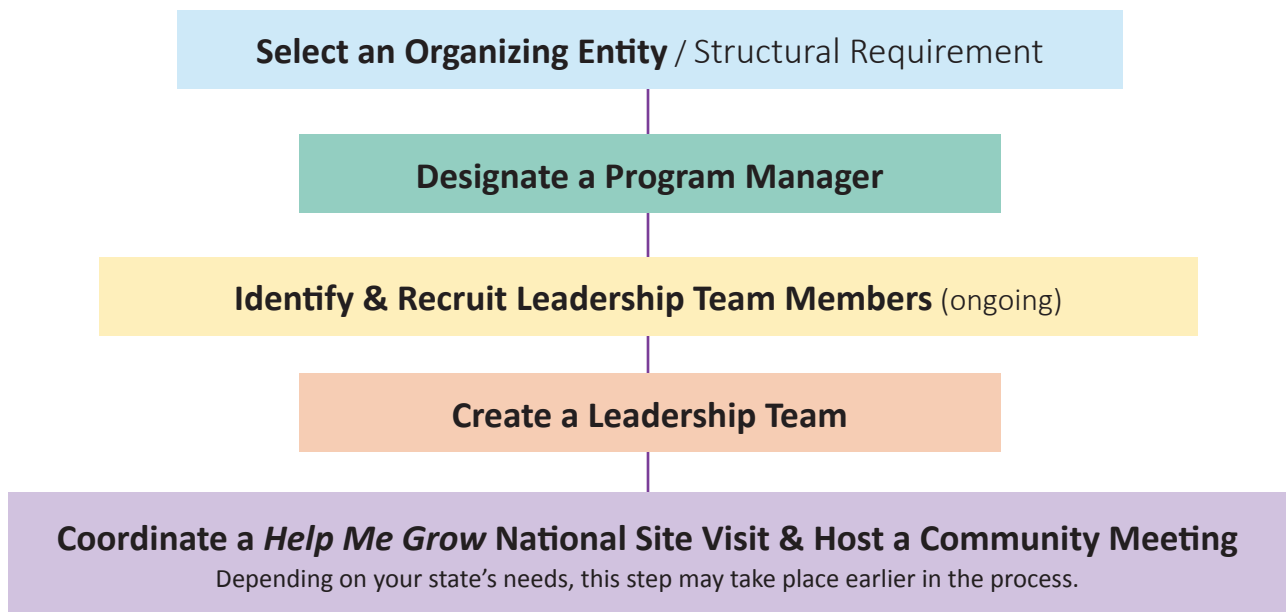 Select an Organizing Entity / Structural Requirement
Designate a Program Manager
Identify & Recruit Leadership Team Members (ongoing)
Create a Leadership Team
Coordinate a Help Me Grow National Site Visit & Host a Community Meeting
Depending on your state's needs, this step may take place earlier in the process.